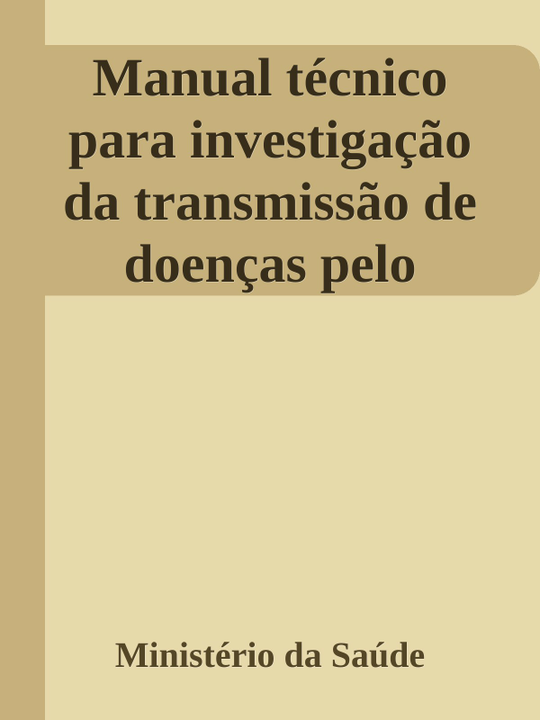 Manual técnico
para investigação
da transmissão de
doenças pelo
Ministério da Saúde